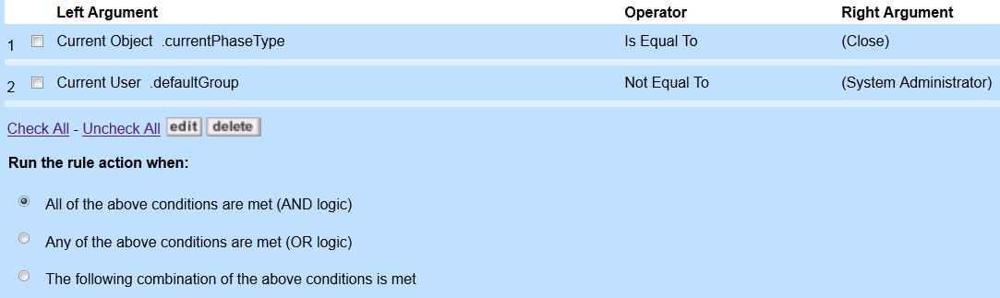 Left Argument Operator Right Argument
1 Current Object .currentPhaseType Is Equal To (Close)
2 Current User .defaultGroup Not Equal To (System Administrator)
Check All - Uncheck All edit delete
Run the rule action when:
All of the above conditions are met (AND logic)
Any of the above conditions are met (OR logic)
The following combination of the above conditions is met